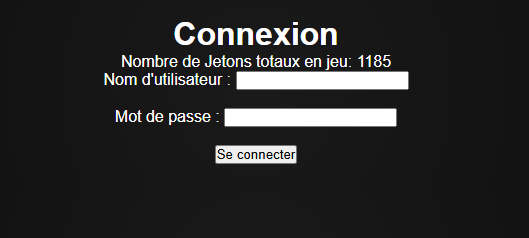 Connexion
Nombre de Jetons totaux en jeu: 1185
Nom d'utilisateur :
Mot de passe :
Se connecter